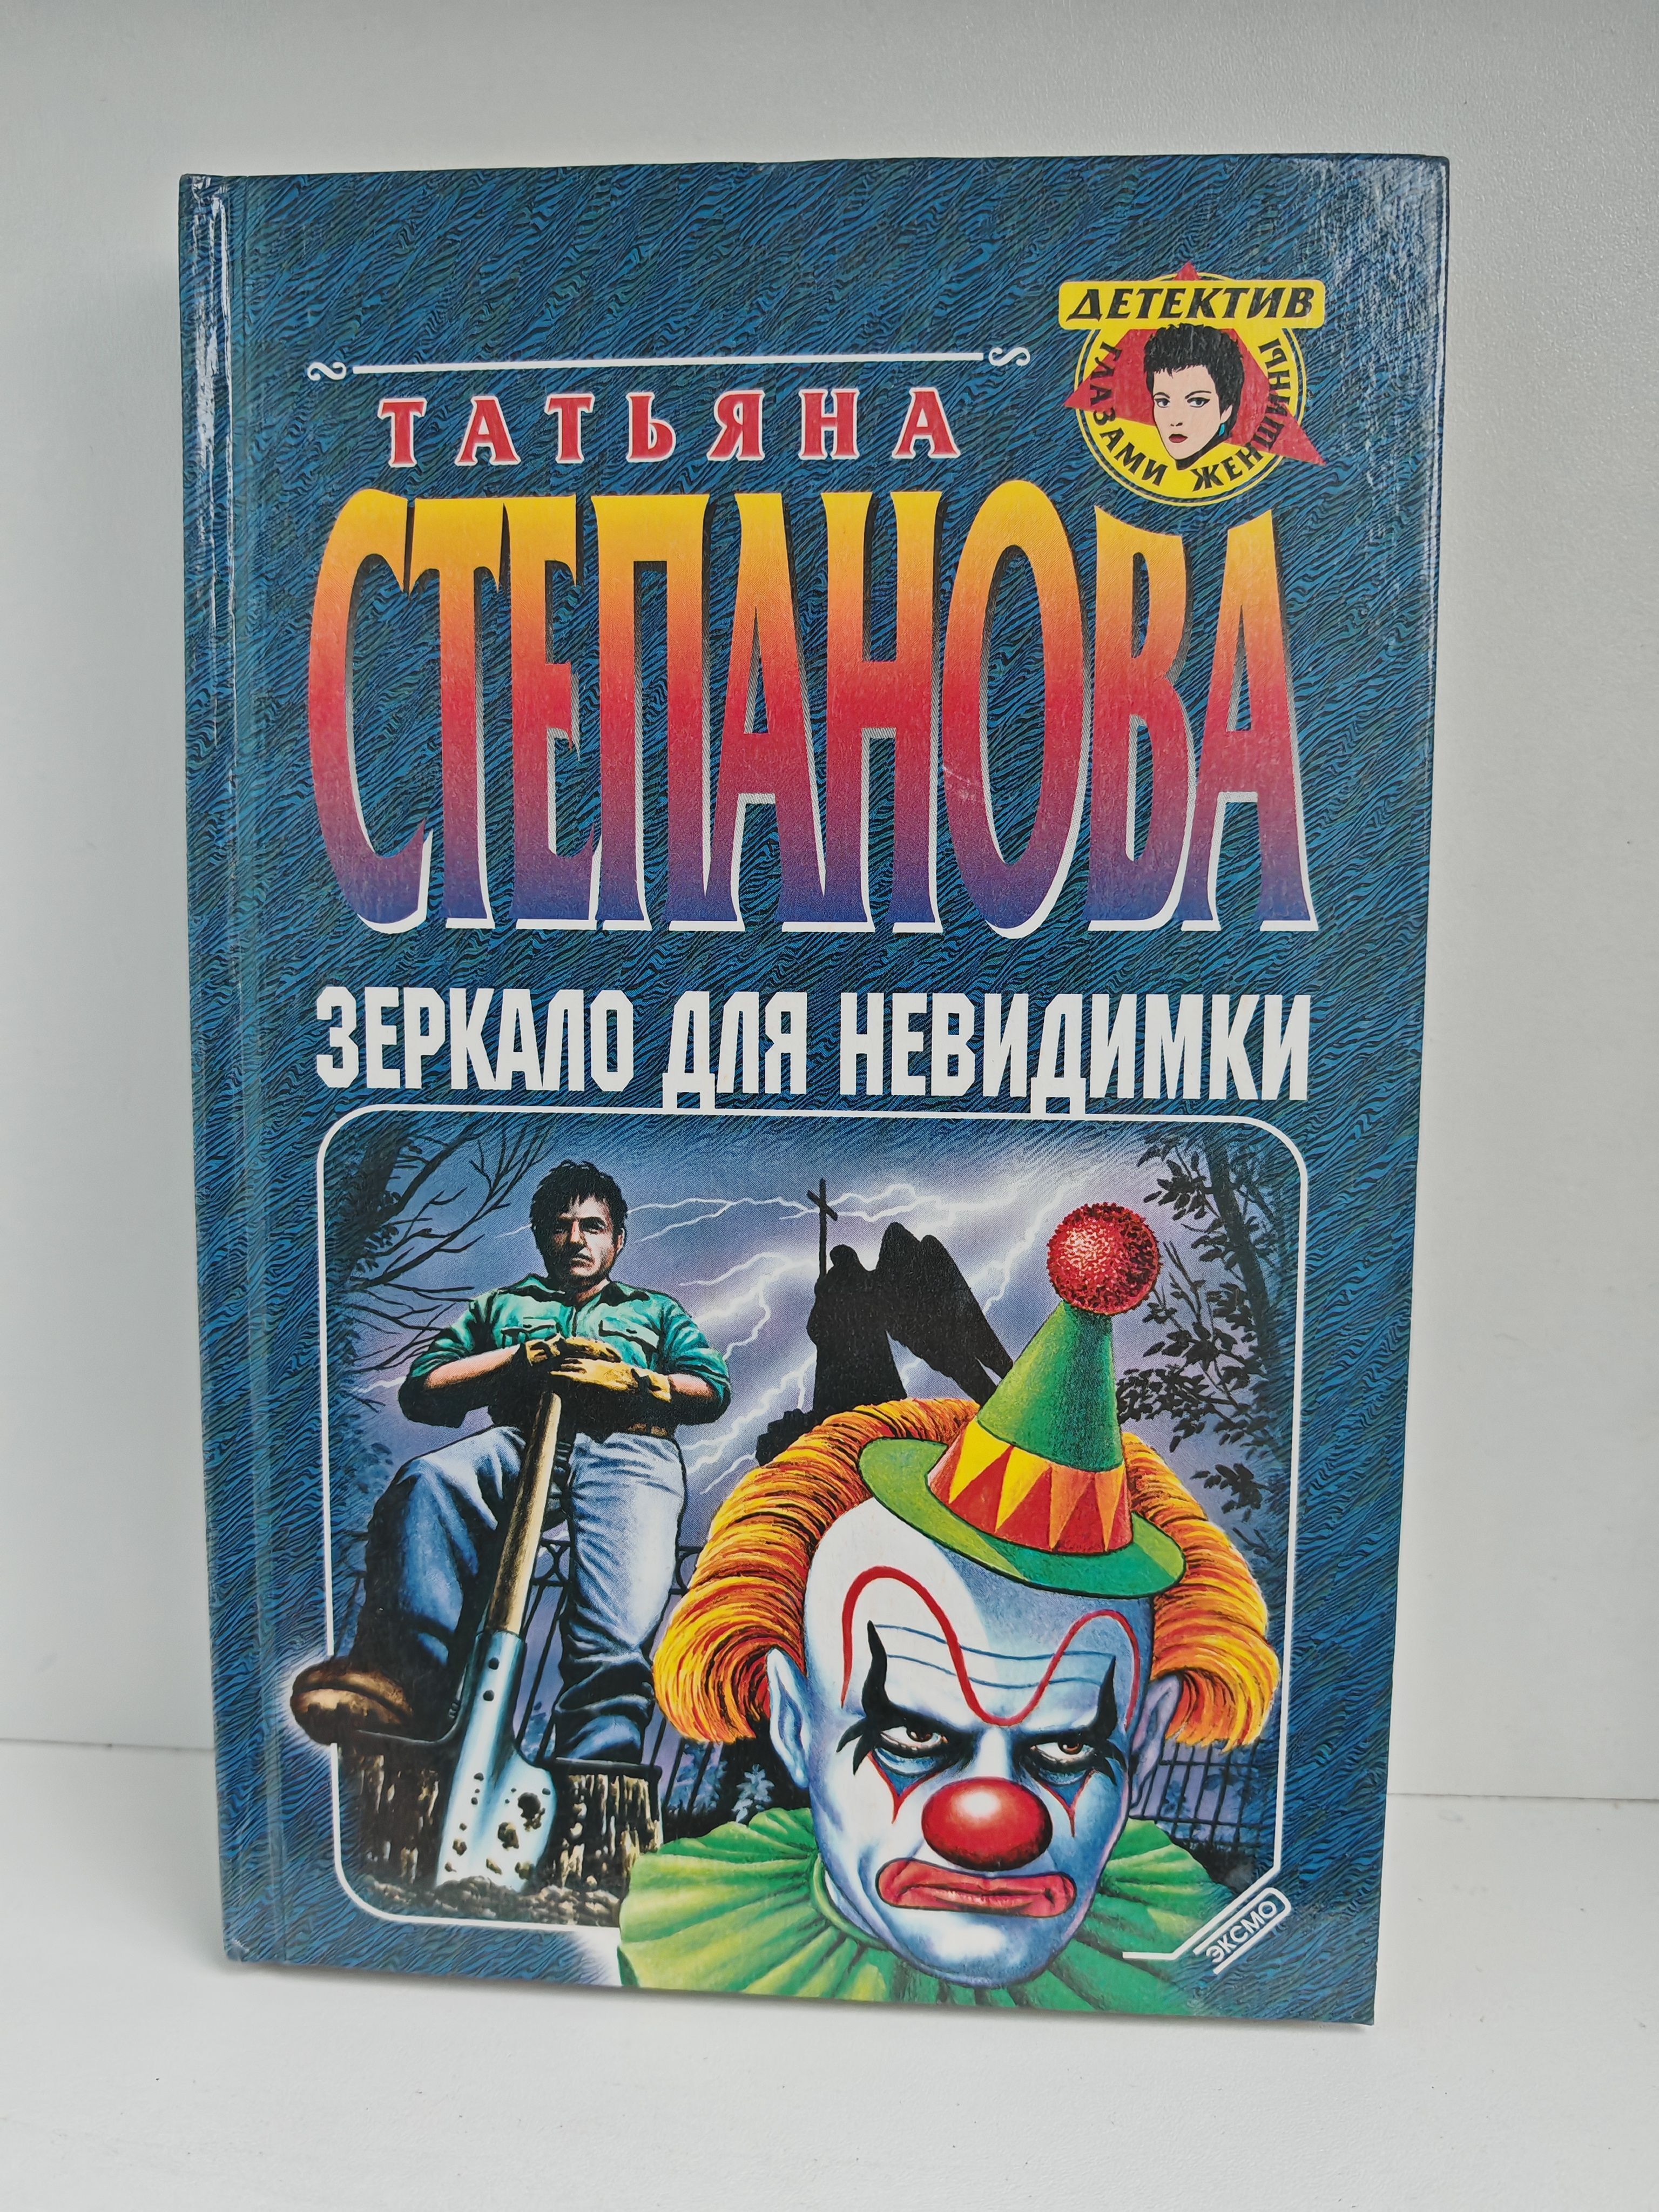 ДЕТЕКТИВ
ГЛАЗАМИ ЖЕНЩИНЫ
ТАТЬЯНА
СТЕПАНОВА
ЗЕРКАЛО ДЛЯ НЕВИДИМКИ
ЭКСМО